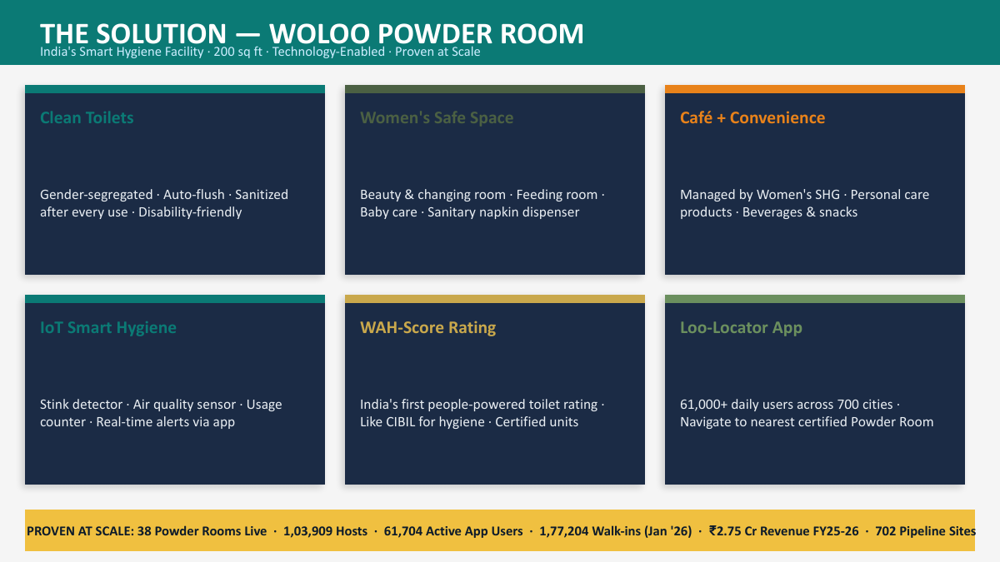 THE SOLUTION — WOLOO POWDER ROOM
India's Smart Hygiene Facility · 200 sq ft · Technology-Enabled · Proven at Scale
Clean Toilets
Gender-segregated · Auto-flush · Sanitized
after every use · Disability-friendly
Women's Safe Space
Beauty & changing room · Feeding room ·
Baby care · Sanitary napkin dispenser
Café + Convenience
Managed by Women's SHG · Personal care
products · Beverages & snacks
IoT Smart Hygiene
Stink detector · Air quality sensor · Usage
counter · Real-time alerts via app
WAH-Score Rating
India's first people-powered toilet rating ·
Like CIBIL for hygiene · Certified units
Loo-Locator App
61,000+ daily users across 700 cities ·
Navigate to nearest certified Powder Room
PROVEN AT SCALE: 38 Powder Rooms Live · 1,03,909 Hosts · 61,704 Active App Users · 1,77,204 Walk-ins (Jan '26) · ₹2.75 Cr Revenue FY25-26 · 702 Pipeline Sites